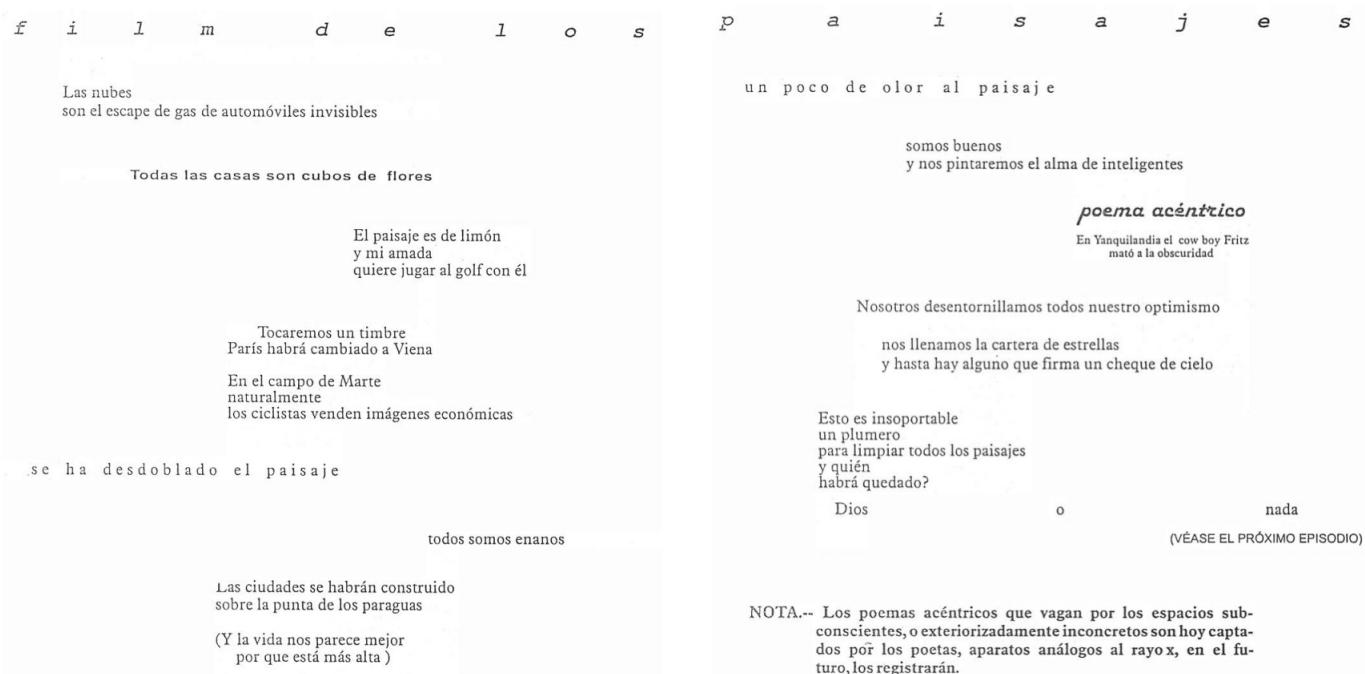 film de los paisajes
Las nubes
son el escape de gas de automóviles invisibles
Todas las casas son cubos de flores
El paisaje es de limón
y mi amada
quiere jugar al golf con él
Tocaremos un timbre
París habrá cambiado a Viena
En el campo de Marte
naturalmente
los ciclistas venden imágenes económicas
se ha desdoblado el paisaje
todos somos enanos
Las ciudades se habrán construido
sobre la punta de los paraguas
(Y la vida nos parece mejor
por que está más alta )
un poco de olor al paisaje
somos buenos
y nos pintaremos el alma de inteligentes
poema acéntrico
En Yanquilandia el cow boy Fritz
mató a la obscuridad
Nosotros desentornillamos todos nuestro optimismo
nos llenamos la cartera de estrellas
y hasta hay alguno que firma un cheque de cielo
Esto es insoportable
un plumero
para limpiar todos los paisajes
y quién
habrá quedado?
Dios o nada
(VÉASE EL PRÓXIMO EPISODIO)
NOTA.-- Los poemas acéntricos que vagan por los espacios sub-
conscientes, o exteriorizadamente inconcretos son hoy capta-
dos por los poetas, aparatos análogos al rayo x, en el fu-
turo, los registrarán.